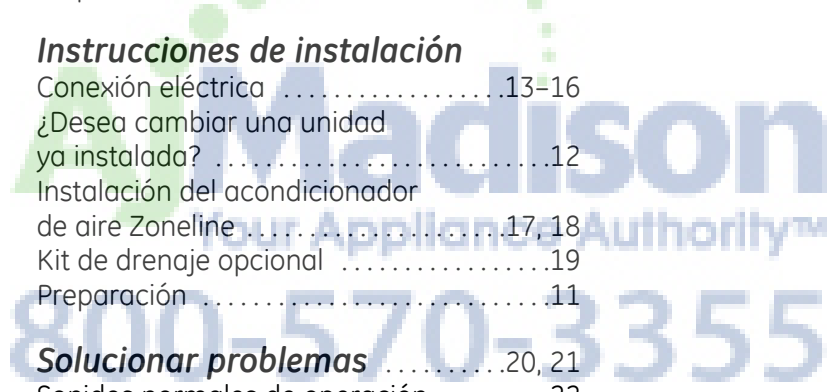 Instrucciones de instalación
Conexión eléctrica ..................13–16
¿Desea cambiar una unidad
ya instalada? ...........................12
Instalación del acondicionador
de aire Zoneline .....................17, 18
Kit de drenaje opcional .................19
Preparación ............................11
Solucionar problemas ..........20, 21
AjMadison
Your Appliance Authority™
800-570-3355